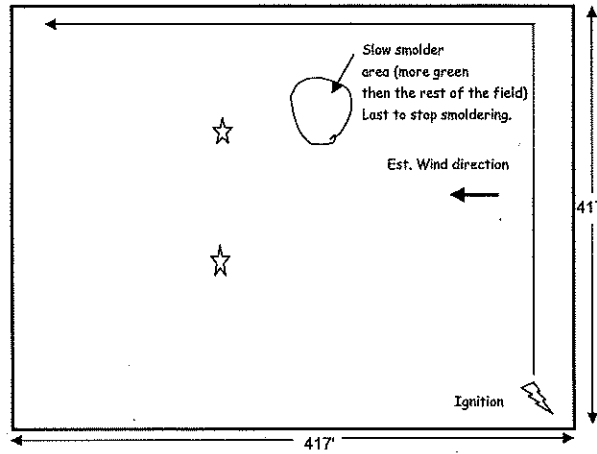 Slow smolder
area (more green
then the rest of the field)
Last to stop smoldering.
Est. Wind direction
41
Ignition
417'